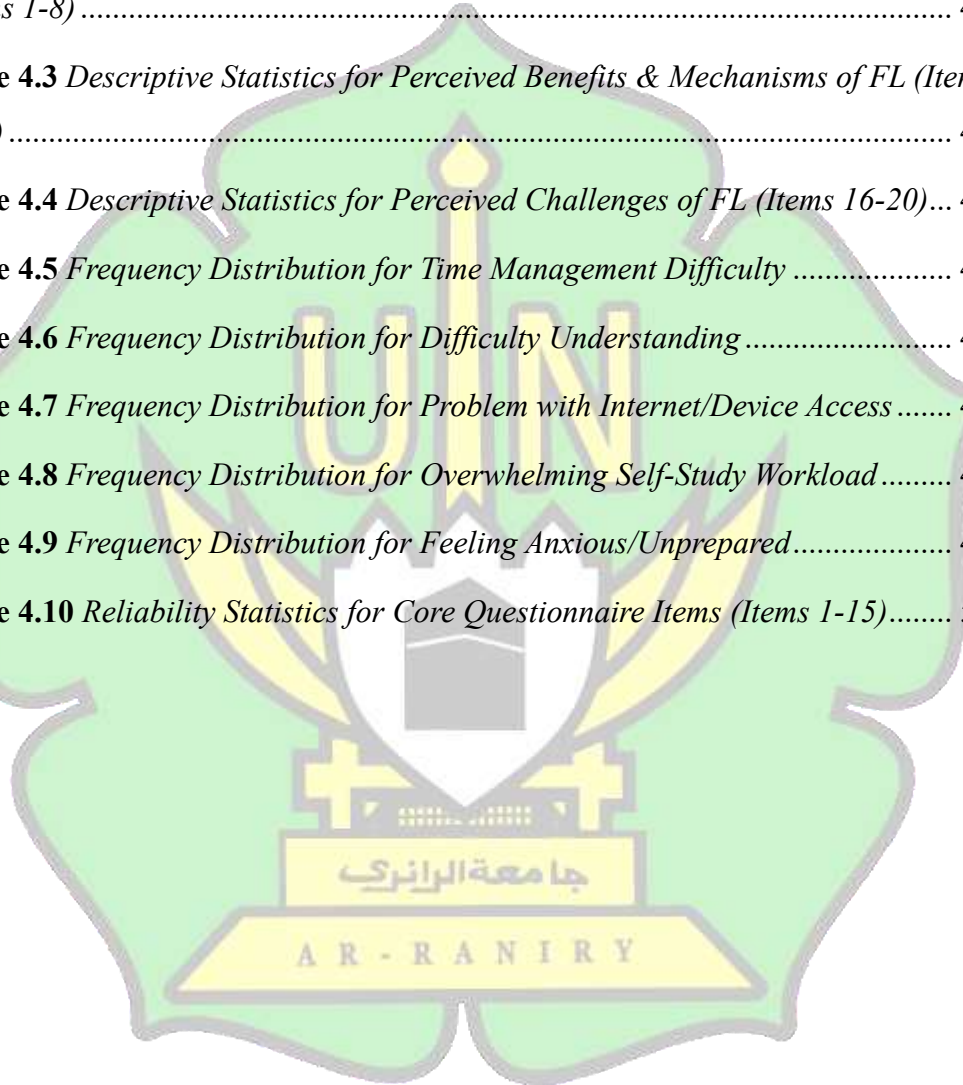 s 1-8)...........................................................................................................................
e 4.3 Descriptive Statistics for Perceived Benefits & Mechanisms of FL (Iter
)......................................................................................................................................
e 4.4 Descriptive Statistics for Perceived Challenges of FL (Items 16-20)...
e 4.5 Frequency Distribution for Time Management Difficulty ...................
e 4.6 Frequency Distribution for Difficulty Understanding .........................
e 4.7 Frequency Distribution for Problem with Internet/Device Access .......
e 4.8 Frequency Distribution for Overwhelming Self-Study Workload.........
e 4.9 Frequency Distribution for Feeling Anxious/Unprepared...................
e 4.10 Reliability Statistics for Core Questionnaire Items (Items 1-15)........
UIN
جامعة الرانري
AR-RANIRY